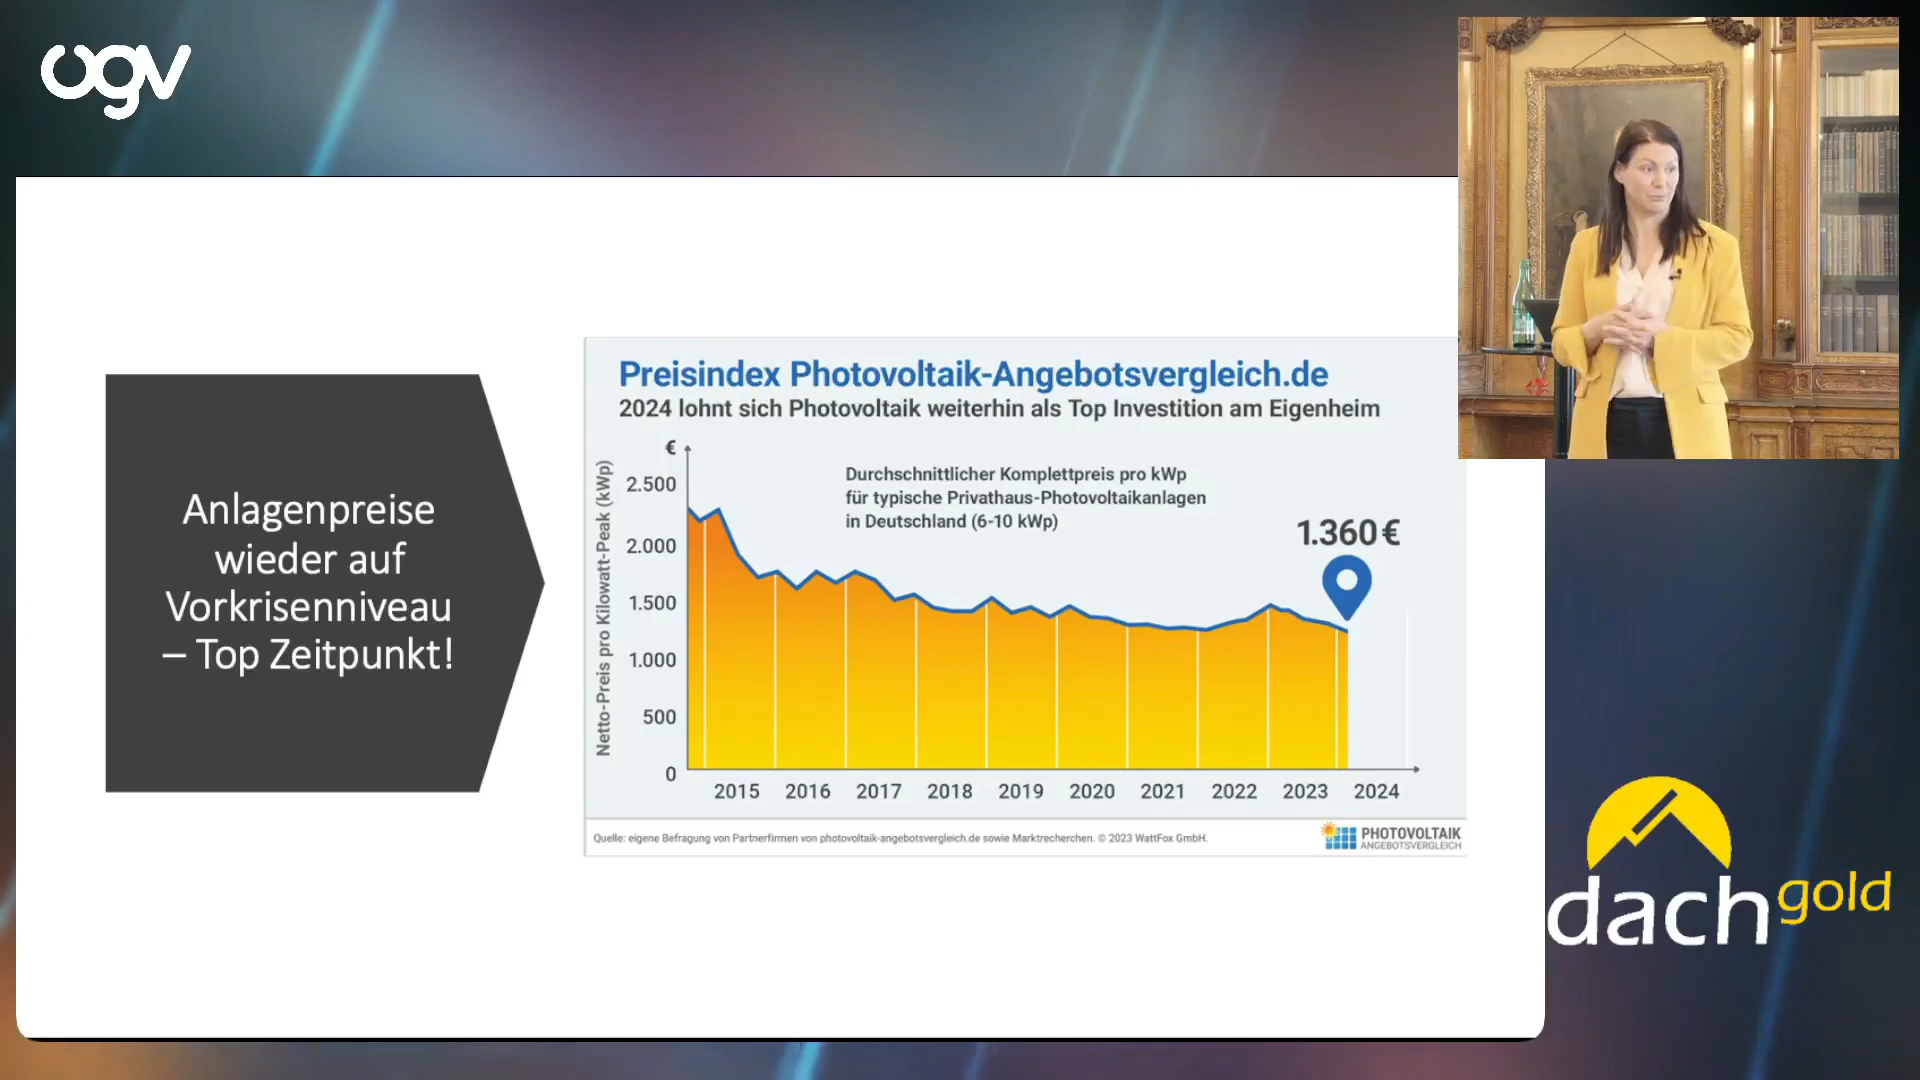 ogv
Anlagenpreise
wieder auf
Vorkrisenniveau
– Top Zeitpunkt!
Preisindex Photovoltaik-Angebotsvergleich.de
2024 lohnt sich Photovoltaik weiterhin als Top Investition am Eigenheim
€
Netto-Preis pro Kilowatt-Peak (kWp)
2.500
2.000
1.500
1.000
500
0
Durchschnittlicher Komplettpreis pro kWp
für typische Privathaus-Photovoltaikanlagen
in Deutschland (6-10 kWp)
1.360 €
2015 2016 2017 2018 2019 2020 2021 2022 2023 2024
Quelle: eigene Befragung von Partnerfirmen von photovoltaik-angebotsvergleich.de sowie Marktrecherchen. © 2023 WattFox GmbH.
PHOTOVOLTAIK
ANGEBOTSVERGLEICH
dachgold